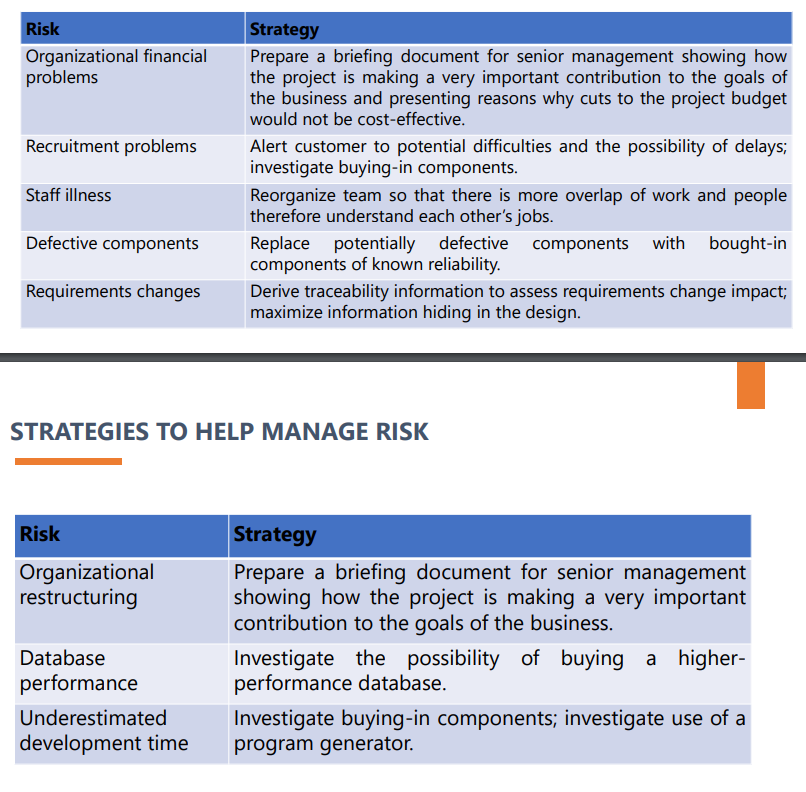 Risk
Strategy
Organizational financial
problems
Prepare a briefing document for senior management showing how
the project is making a very important contribution to the goals of
the business and presenting reasons why cuts to the project budget
would not be cost-effective.
Recruitment problems
Alert customer to potential difficulties and the possibility of delays;
investigate buying-in components.
Staff illness
Reorganize team so that there is more overlap of work and people
therefore understand each other’s jobs.
Defective components
Replace potentially defective components with bought-in
components of known reliability.
Requirements changes
Derive traceability information to assess requirements change impact;
maximize information hiding in the design.
STRATEGIES TO HELP MANAGE RISK
Risk
Strategy
Organizational
restructuring
Prepare a briefing document for senior management
showing how the project is making a very important
contribution to the goals of the business.
Database
performance
Investigate the possibility of buying a higher-
performance database.
Underestimated
development time
Investigate buying-in components; investigate use of a
program generator.